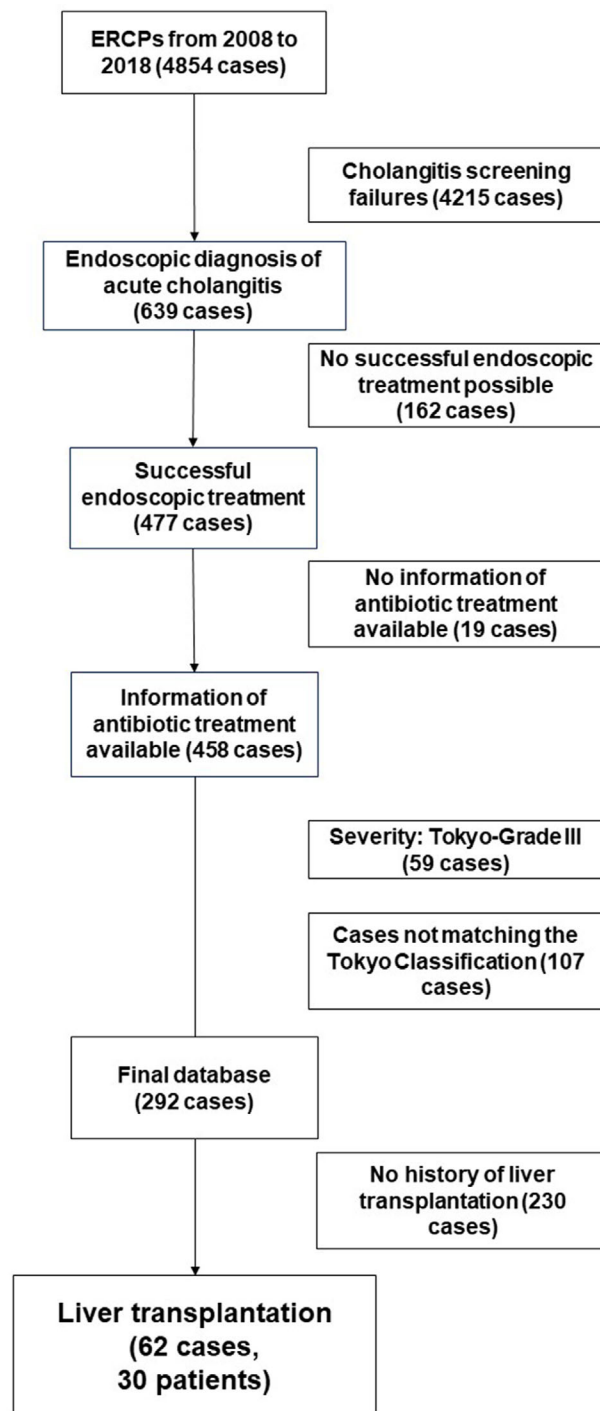 ERCPs from 2008 to
2018 (4854 cases)
Cholangitis screening
failures (4215 cases)
Endoscopic diagnosis of
acute cholangitis
(639 cases)
No successful endoscopic
treatment possible
(162 cases)
Successful
endoscopic treatment
(477 cases)
No information of
antibiotic treatment
available (19 cases)
Information of
antibiotic treatment
available (458 cases)
Severity: Tokyo-Grade III
(59 cases)
Cases not matching the
Tokyo Classification (107
cases)
Final database
(292 cases)
No history of liver
transplantation (230
cases)
Liver transplantation
(62 cases,
30 patients)